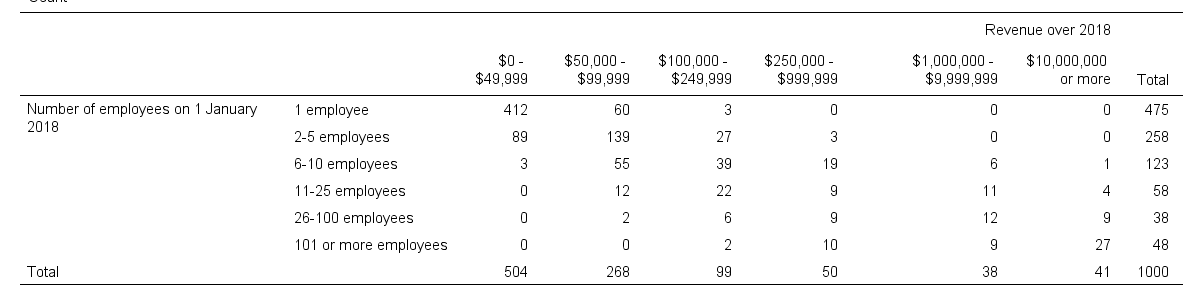 Count
Revenue over 2018
$0 - $50,000 - $100,000 - $250,000 - $1,000,000 - $10,000,000
$49,999 $99,999 $249,999 $999,999 $9,999,999 or more Total
Number of employees on 1 January 1 employee 412 60 3 0 0 0 475
2018
2-5 employees 89 139 27 3 0 0 258
6-10 employees 3 55 39 19 6 1 123
11-25 employees 0 12 22 9 11 4 58
26-100 employees 0 2 6 9 12 9 38
101 or more employees 0 0 2 10 9 27 48
Total 504 268 99 50 38 41 1000